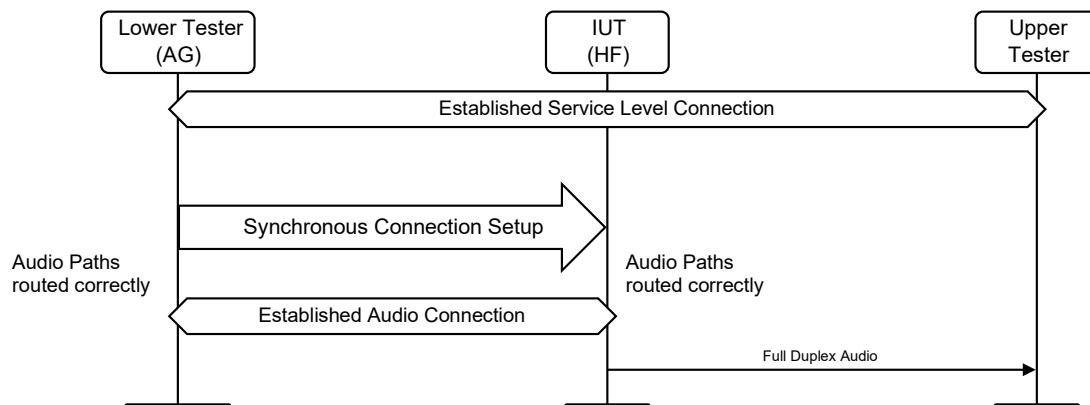 Lower Tester
(AG)
IUT
(HF)
Upper
Tester
Established Service Level Connection
Synchronous Connection Setup
Audio Paths
routed correctly
Audio Paths
routed correctly
Established Audio Connection
Full Duplex Audio